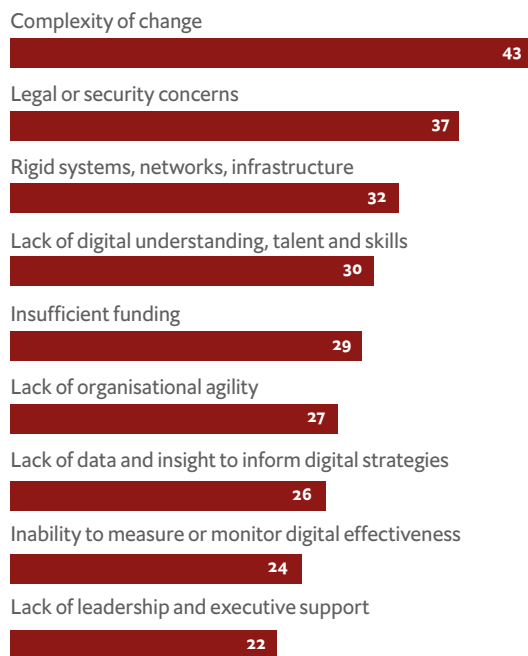 Complexity of change
43
Legal or security concerns
37
Rigid systems, networks, infrastructure
32
Lack of digital understanding, talent and skills
30
Insufficient funding
29
Lack of organisational agility
27
Lack of data and insight to inform digital strategies
26
Inability to measure or monitor digital effectiveness
24
Lack of leadership and executive support
22